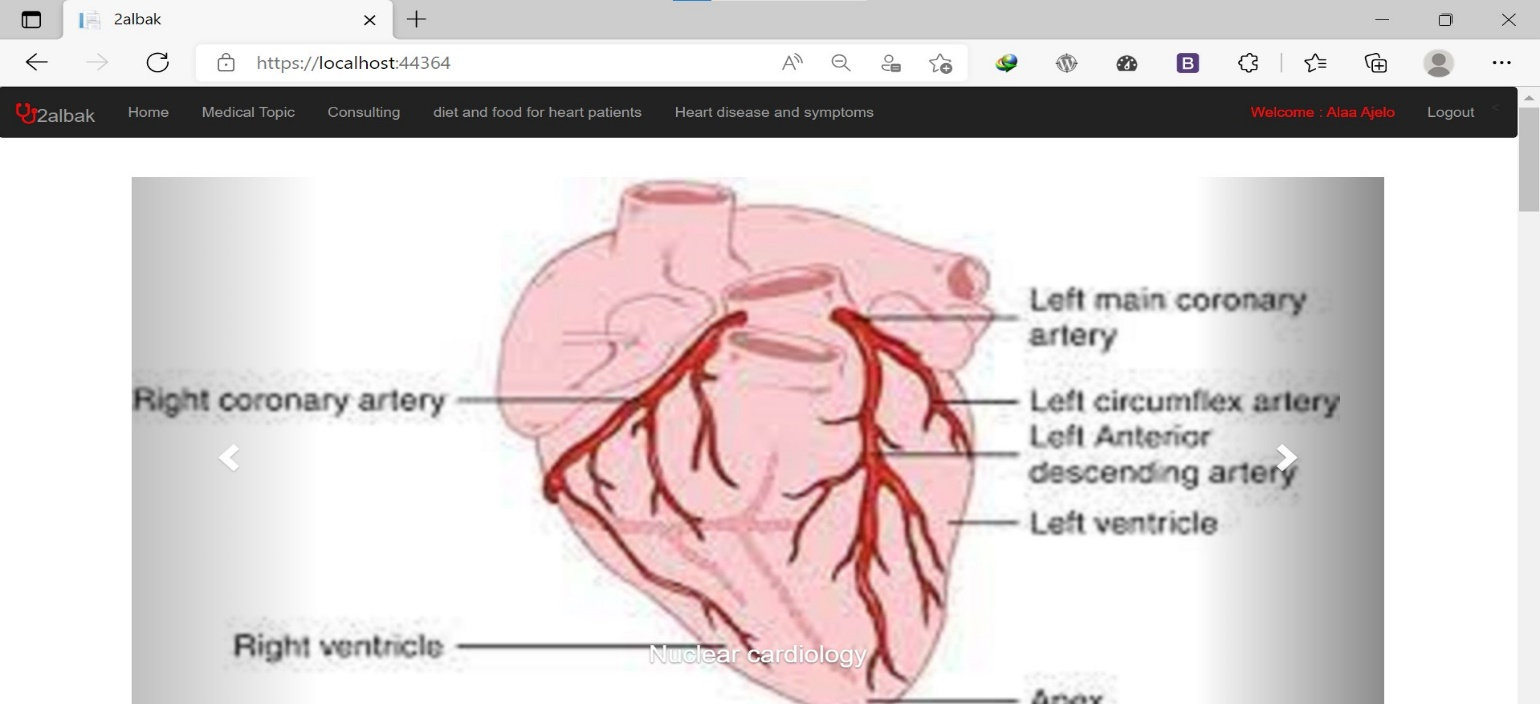 2albak
https://localhost:44364
B
2albak Home Medical Topic Consulting diet and food for heart patients Heart disease and symptoms Welcome : Alaa Ajelo Logout
Left main coronary
artery
Right coronary artery
Left circumflex artery
Left Anterior
descending artery
Left ventricle
Right ventricle
Nuclear cardiology
Apex